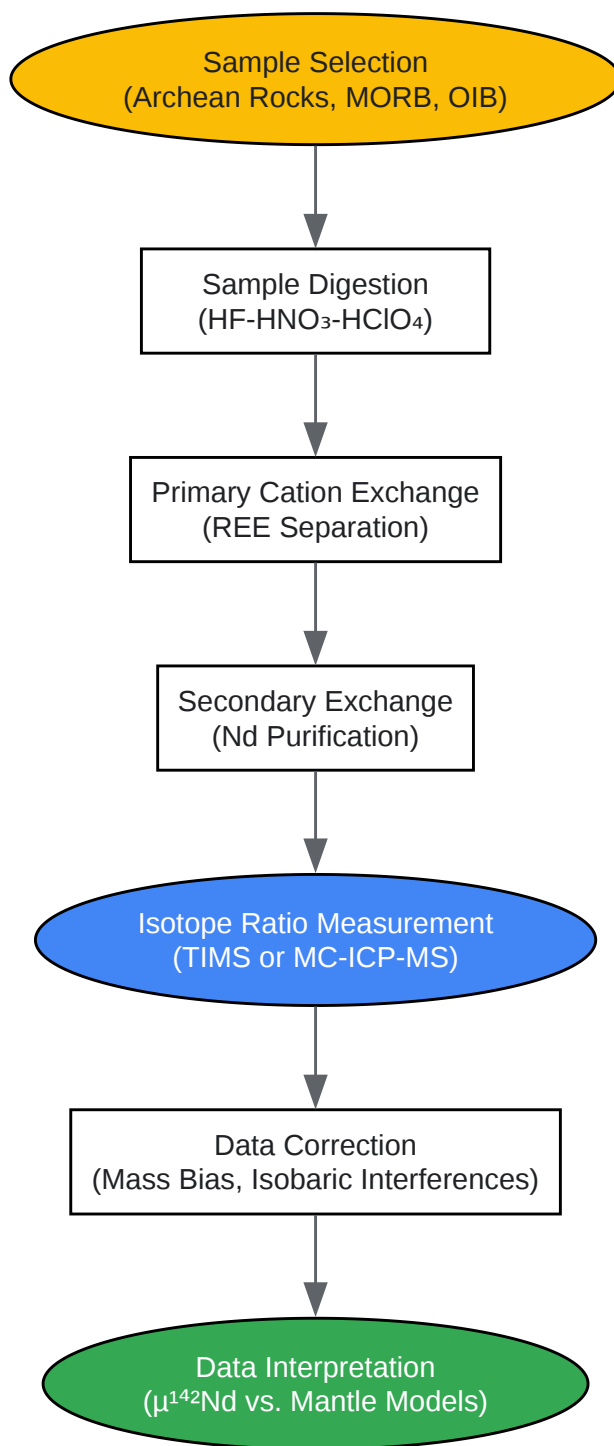 Sample Selection
(Archean Rocks, MORB, OIB)
Sample Digestion
(HF-HNO₃-HClO₄)
Primary Cation Exchange
(REE Separation)
Secondary Exchange
(Nd Purification)
Isotope Ratio Measurement
(TIMS or MC-ICP-MS)
Data Correction
(Mass Bias, Isobaric Interferences)
Data Interpretation
(µ¹⁴²Nd vs. Mantle Models)